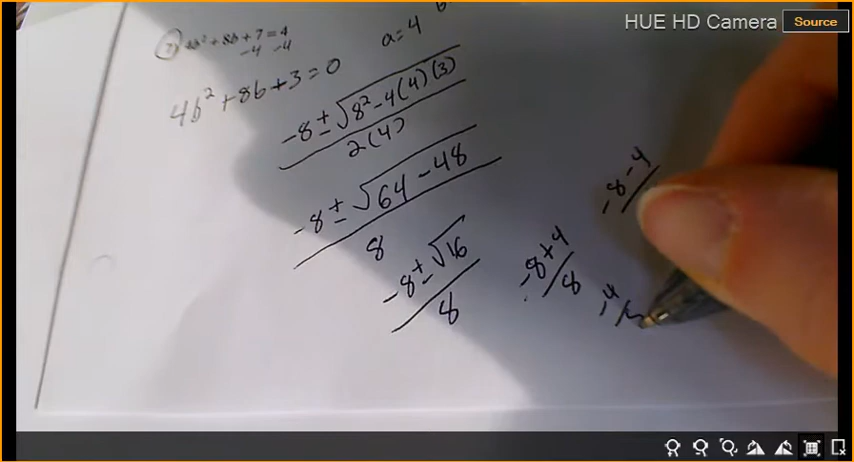 HUE HD Camera Source
7) 4b² + 8b + 7 = 4
-4 -4
a = 4
4b² + 8b + 3 = 0
-8 ± √8² - 4(4)(3)
2(4)
-8 ± √64 - 48
8
-8 ± √16
8
-8 + 4
8
-8 - 4
-4/